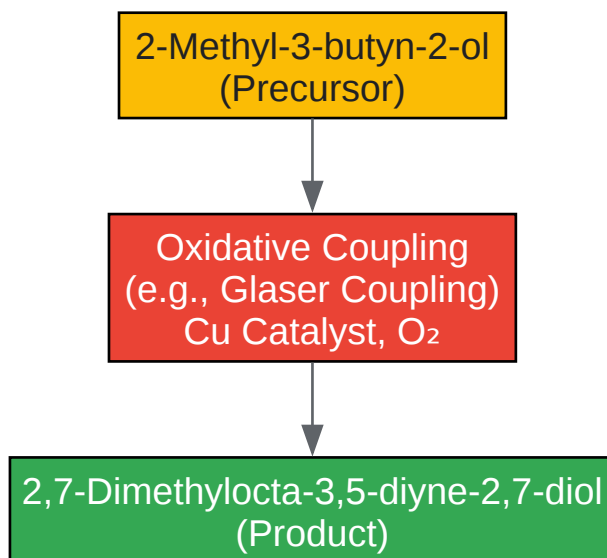 2-Methyl-3-butyn-2-ol
(Precursor)
Oxidative Coupling
(e.g., Glaser Coupling)
Cu Catalyst, O₂
2,7-Dimethylocta-3,5-diyne-2,7-diol
(Product)